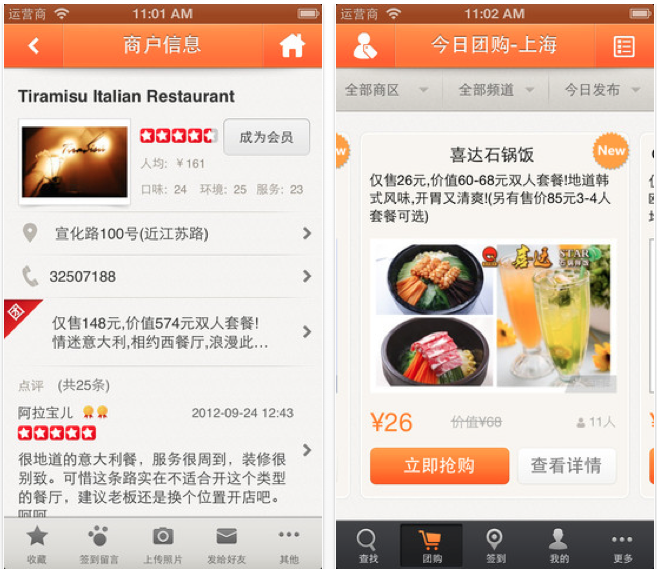 运营商
11:01 AM
商户信息
Tiramisu Italian Restaurant
成为会员
人均: ¥161
口味: 24 环境: 25 服务: 23
宣化路100号(近江苏路)
32507188
团
仅售148元,价值574元双人套餐!
情迷意大利,相约西餐厅,浪漫此...
点评 (共25条)
阿拉宝儿
2012-09-24 12:43
很地道的意大利餐，服务很周到，装修很
别致。可惜这条路实在不适合开这个类型
的餐厅，建议老板还是换个位置开店吧。
呵呵
收藏
签到留言
上传照片
发给好友
其他
运营商
11:02 AM
今日团购-上海
全部商区
全部频道
今日发布
New
喜达石锅饭
仅售26元,价值60-68元双人套餐!地道韩
式风味,开胃又清爽!(另有售价85元3-4人
套餐可选)
喜达
STAR
石锅拌饭
¥26
价值¥68
11人
立即抢购
查看详情
查找
团购
签到
我的
更多